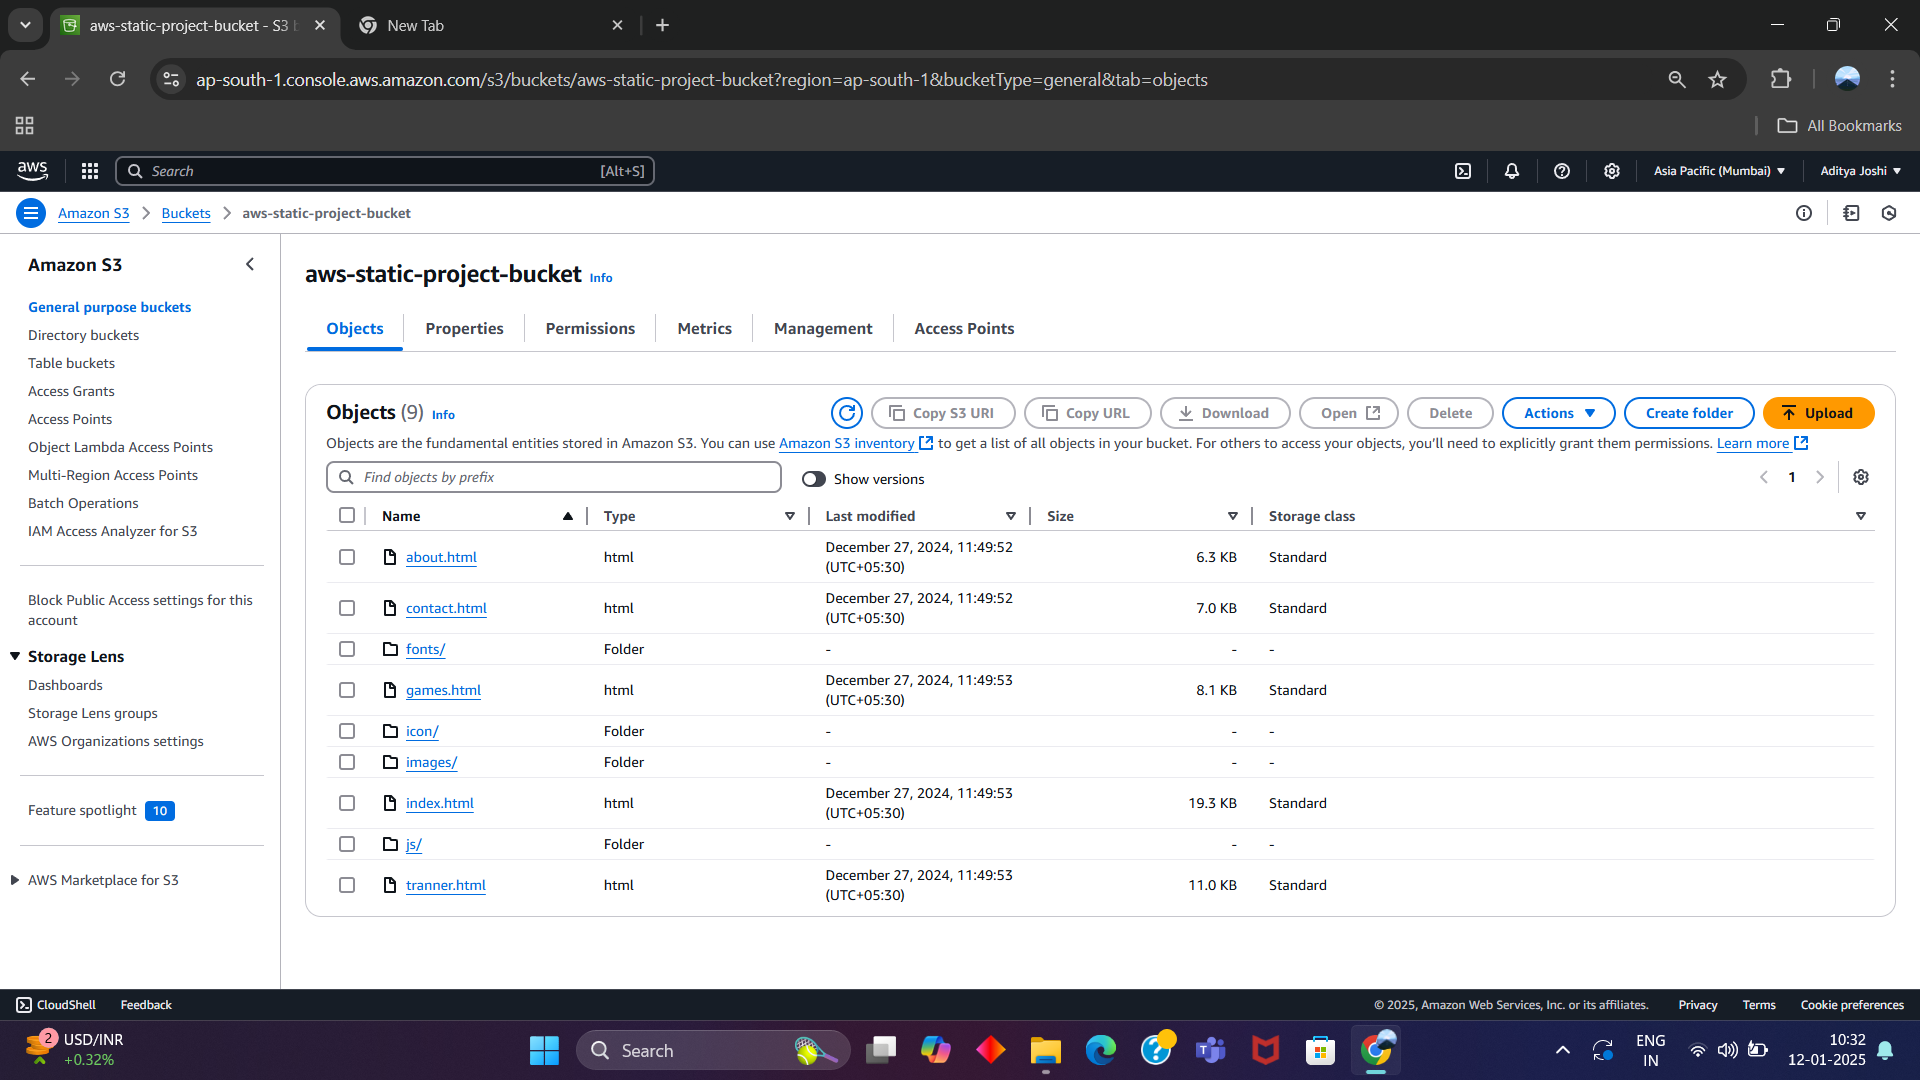 aws-static-project-bucket - S3 b
New Tab
ap-south-1.console.aws.amazon.com/s3/buckets/aws-static-project-bucket?region=ap-south-1&bucketType=general&tab=objects
All Bookmarks
aws
Search
[Alt+S]
Asia Pacific (Mumbai)
Aditya Joshi
Amazon S3
Buckets
aws-static-project-bucket
Amazon S3
General purpose buckets
Directory buckets
Table buckets
Access Grants
Access Points
Object Lambda Access Points
Multi-Region Access Points
Batch Operations
IAM Access Analyzer for S3
Block Public Access settings for this
account
Storage Lens
Dashboards
Storage Lens groups
AWS Organizations settings
Feature spotlight 10
AWS Marketplace for S3
aws-static-project-bucket Info
Objects
Properties
Permissions
Metrics
Management
Access Points
Objects (9) Info
Copy S3 URI
Copy URL
Download
Open
Delete
Actions
Create folder
Upload
Objects are the fundamental entities stored in Amazon S3. You can use Amazon S3 inventory to get a list of all objects in your bucket. For others to access your objects, you'll need to explicitly grant them permissions. Learn more
Find objects by prefix
Show versions
1
Name Type Last modified Size Storage class
about.html html December 27, 2024, 11:49:52 6.3 KB Standard
(UTC+05:30)
contact.html html December 27, 2024, 11:49:52 7.0 KB Standard
(UTC+05:30)
fonts/ Folder - - -
games.html html December 27, 2024, 11:49:53 8.1 KB Standard
(UTC+05:30)
icon/ Folder - - -
images/ Folder - - -
index.html html December 27, 2024, 11:49:53 19.3 KB Standard
(UTC+05:30)
js/ Folder - - -
tranner.html html December 27, 2024, 11:49:53 11.0 KB Standard
(UTC+05:30)
CloudShell
Feedback
© 2025, Amazon Web Services, Inc. or its affiliates.
Privacy
Terms
Cookie preferences
2
USD/INR
+0.32%
Search
ENG
IN
10:32
12-01-2025